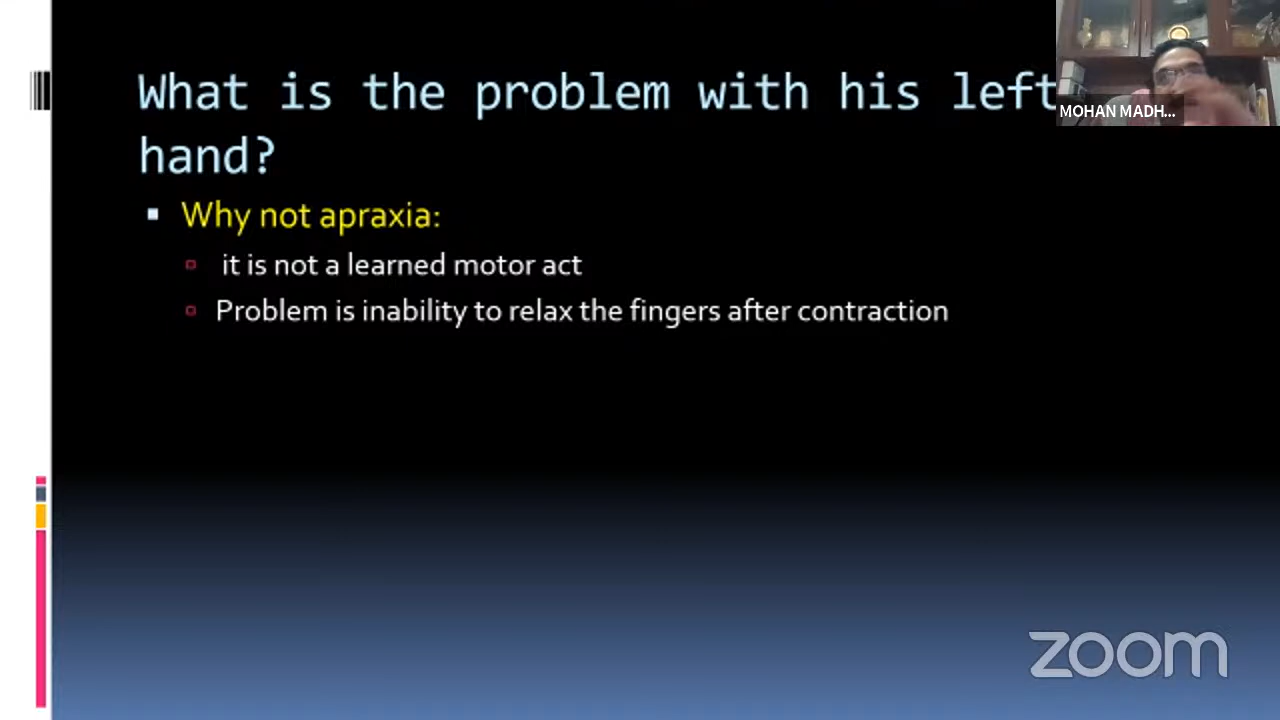 What is the problem with his left
hand?
Why not apraxia:
it is not a learned motor act
Problem is inability to relax the fingers after contraction
MOHAN MADH...
zoom